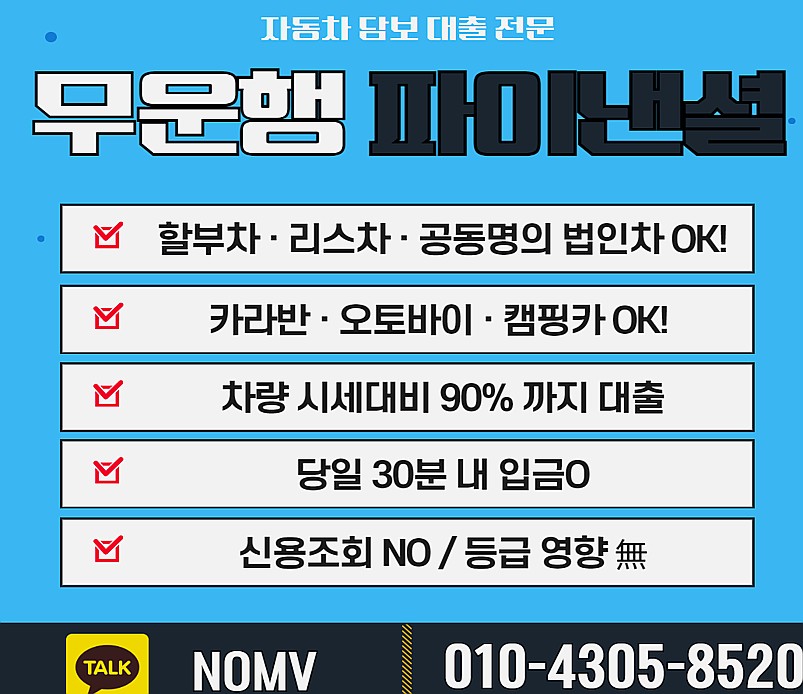 자동차 담보 대출 전문
무운행 파이낸셜
할부차 · 리스차 · 공동명의 법인차 OK!
카라반 · 오토바이 · 캠핑카 OK!
차량 시세대비 90% 까지 대출
당일 30분 내 입금O
신용조회 NO / 등급 영향 無
TALK NOMV 010-4305-8520